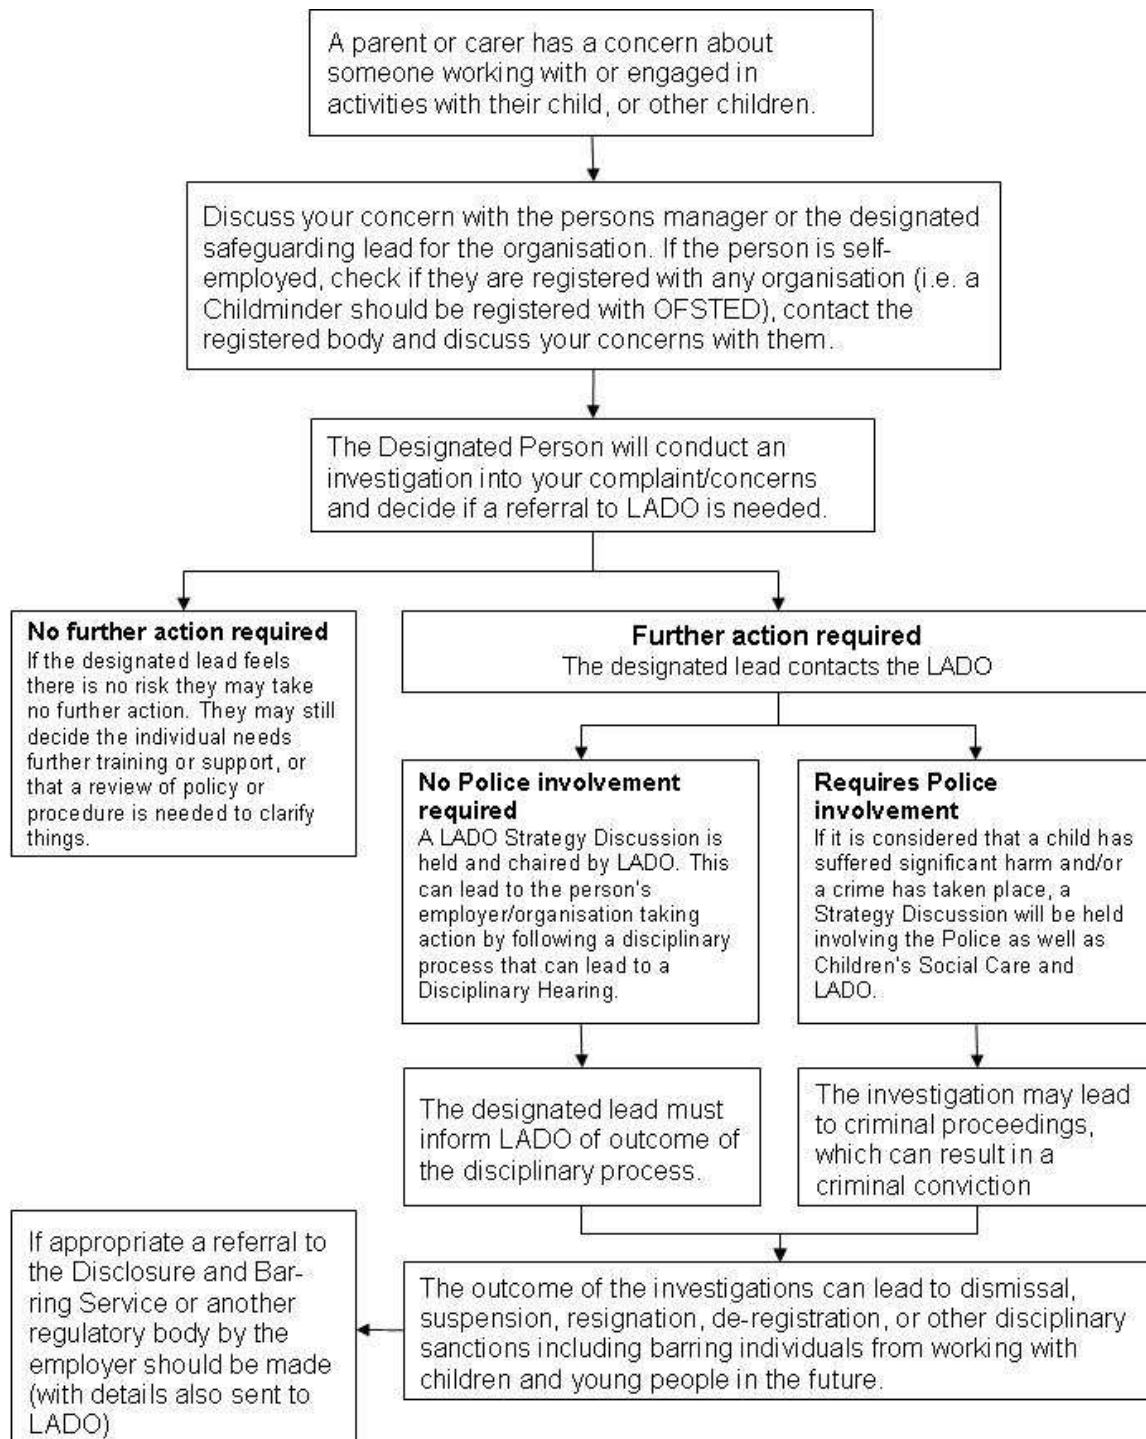 A parent or carer has a concern about
someone working with or engaged in
activities with their child, or other children.
Discuss your concern with the persons manager or the designated
safeguarding lead for the organisation. If the person is self-
employed, check if they are registered with any organisation (i.e. a
Childminder should be registered with OFSTED), contact the
registered body and discuss your concerns with them.
The Designated Person will conduct an
investigation into your complaint/concerns
and decide if a referral to LADO is needed.
No further action required
If the designated lead feels
there is no risk they may take
no further action. They may still
decide the individual needs
further training or support, or
that a review of policy or
procedure is needed to clarify
things.
Further action required
The designated lead contacts the LADO
No Police involvement
required
A LADO Strategy Discussion is
held and chaired by LADO. This
can lead to the person's
employer/organisation taking
action by following a disciplinary
process that can lead to a
Disciplinary Hearing.
Requires Police
involvement
If it is considered that a child has
suffered significant harm and/or
a crime has taken place, a
Strategy Discussion will be held
involving the Police as well as
Children's Social Care and
LADO.
The designated lead must
inform LADO of outcome of
the disciplinary process.
The investigation may lead
to criminal proceedings,
which can result in a
criminal conviction
The outcome of the investigations can lead to dismissal,
suspension, resignation, de-registration, or other disciplinary
sanctions including barring individuals from working with
children and young people in the future.
If appropriate a referral to
the Disclosure and Bar-
ring Service or another
regulatory body by the
employer should be made
(with details also sent to
LADO)